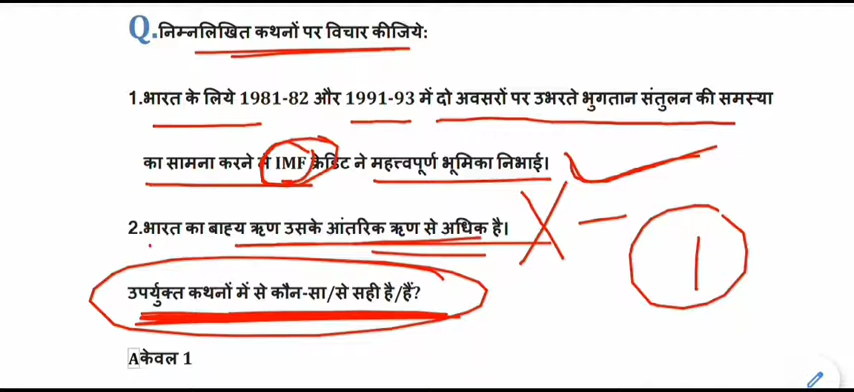 Q.निम्नलिखित कथनों पर विचार कीजिये:
1.भारत के लिये 1981-82 और 1991-93 में दो अवसरों पर उभरते भुगतान संतुलन की समस्या
का सामना करने में IMF क्रेडिट ने महत्त्वपूर्ण भूमिका निभाई।
2.भारत का बाह्य ऋण उसके आंतरिक ऋण से अधिक है।
1
उपर्युक्त कथनों में से कौन-सा/से सही है/हैं?
Aकेवल 1